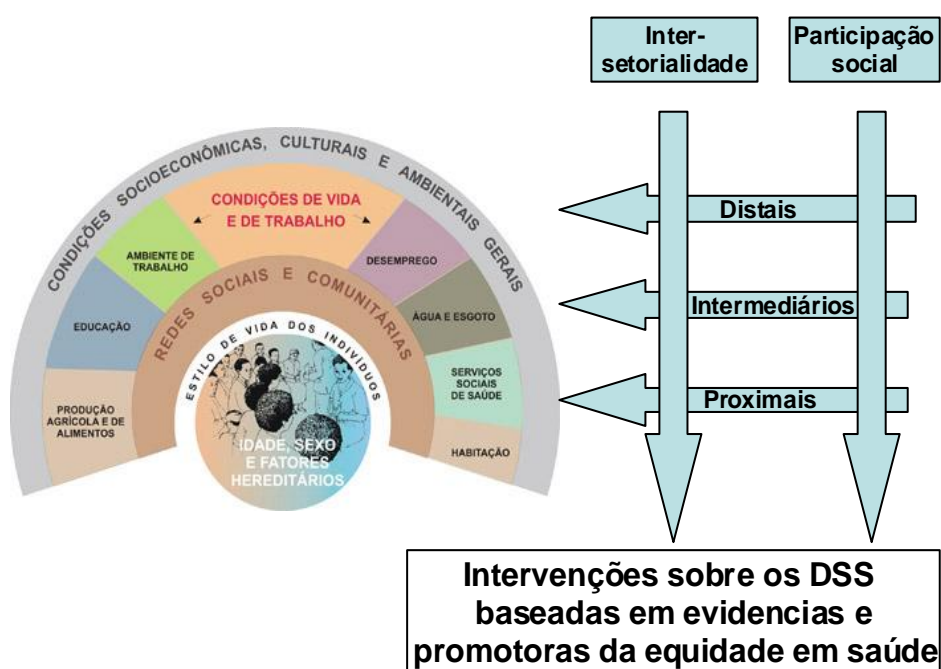 Inter-
setorialidade
Participação
social
CONDIÇÕES SOCIOECONÔMICAS, CULTURAIS E AMBIENTAIS GERAIS
CONDIÇÕES DE VIDA
E DE TRABALHO
AMBIENTE DE
TRABALHO
DESEMPREGO
EDUCAÇÃO
ÁGUA E ESGOTO
PRODUÇÃO
AGRÍCOLA E DE
ALIMENTOS
SERVIÇOS
SOCIAIS
DE SAÚDE
HABITAÇÃO
REDES SOCIAIS E COMUNITÁRIAS
ESTILO DE VIDA DOS INDIVÍDUOS
IDADE, SEXO
E FATORES
HEREDITÁRIOS
Distais
Intermediários
Proximais
Intervenções sobre os DSS
baseadas em evidencias e
promotoras da equidade em saúde